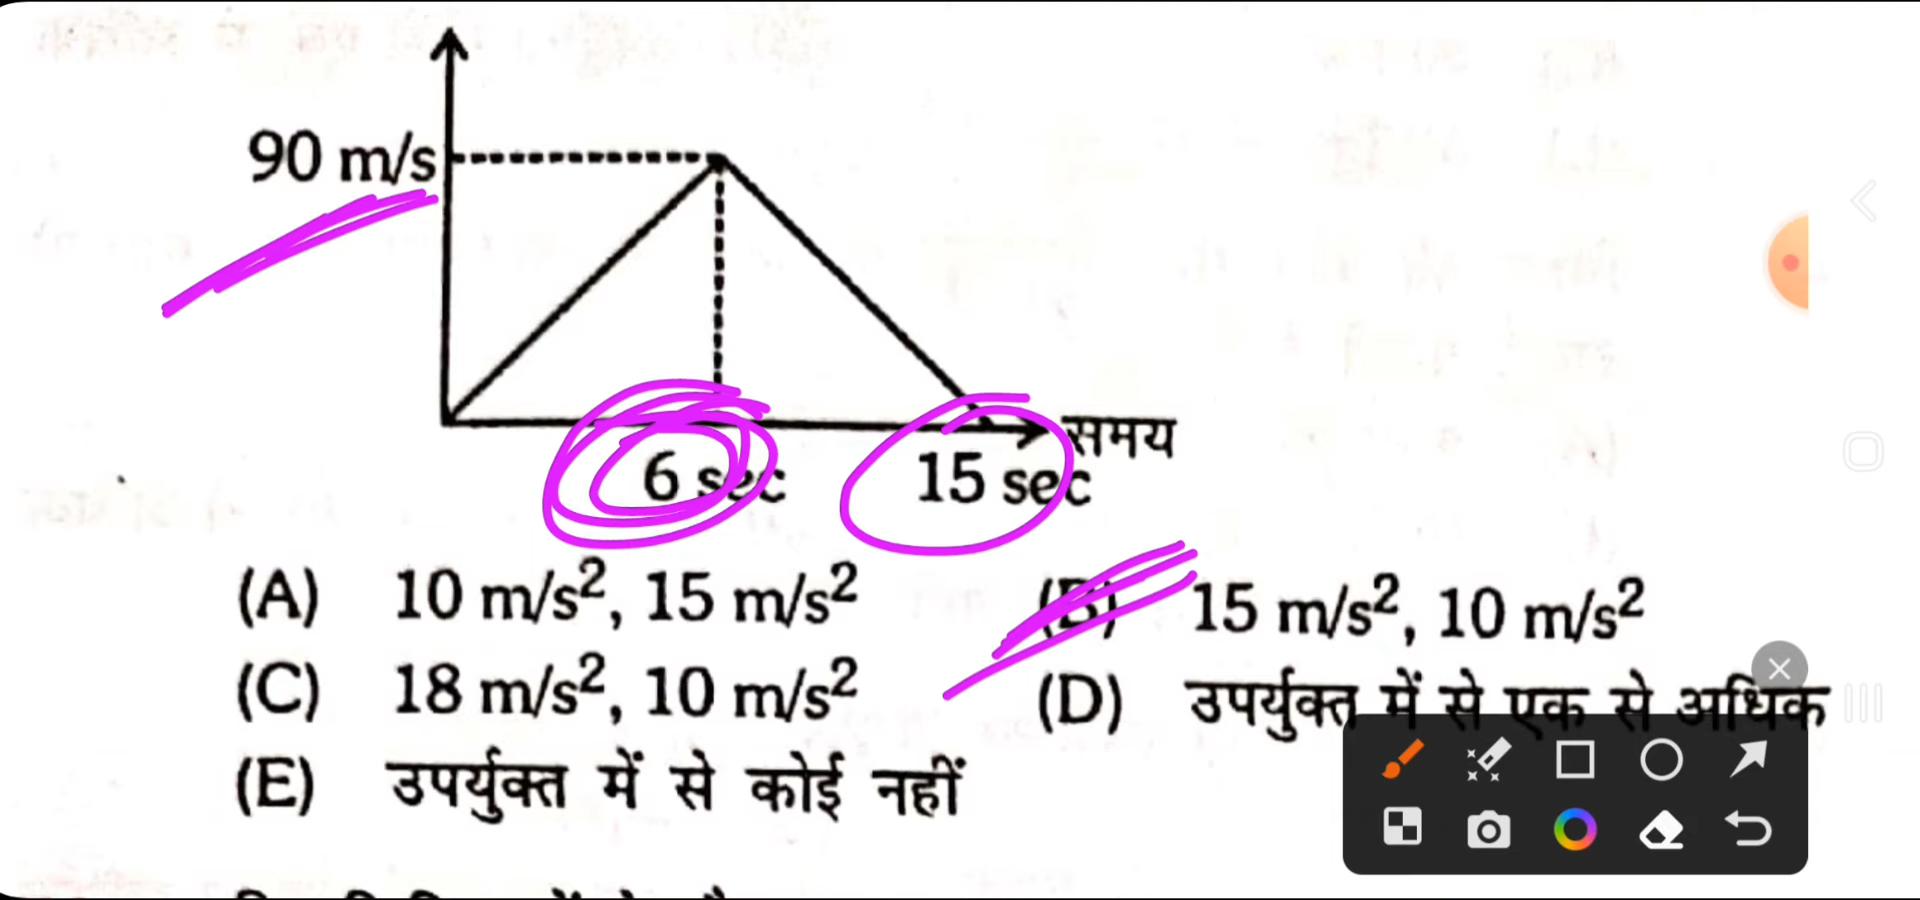 90 m/s
समय
6 sec 15 sec
(A) 10 m/s², 15 m/s² (B) 15 m/s², 10 m/s²
(C) 18 m/s², 10 m/s² (D) उपर्युक्त में से एक से अधिक
(E) उपर्युक्त में से कोई नहीं